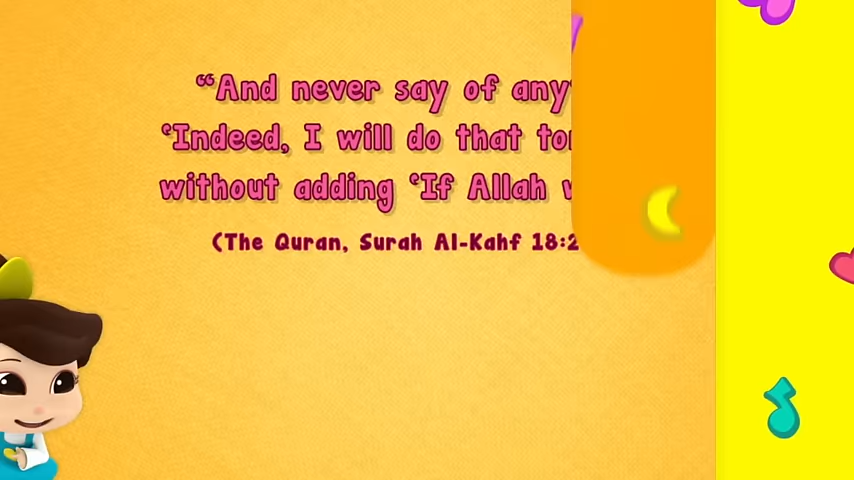 “And never say of any
‘Indeed, I will do that
without adding ‘If Allah
(The Quran, Surah Al-Kahf 18:2